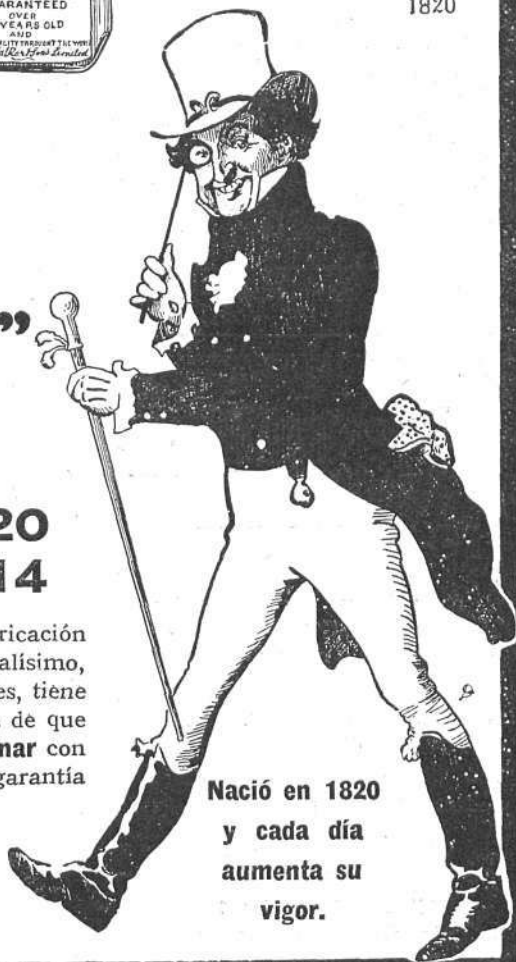 ARANTEED
OVER
YEARS OLD
AND
1820
”
20
14
ricación
alísimo,
es, tiene
de que
nar con
garantía
Nació en 1820
y cada día
aumenta su
vigor.